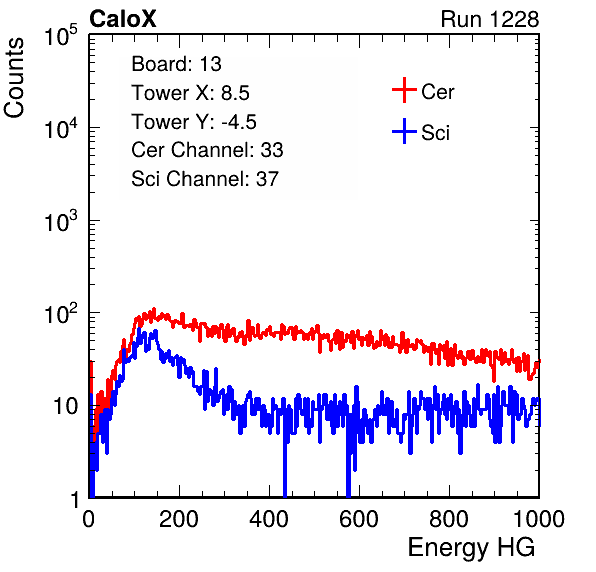 CaloX Run 1228
Board: 13
Tower X: 8.5
Tower Y: -4.5
Cer Channel: 33
Sci Channel: 37
Cer
Sci
Counts
10^5
10^4
10^3
10^2
10
1
0 200 400 600 800 1000
Energy HG